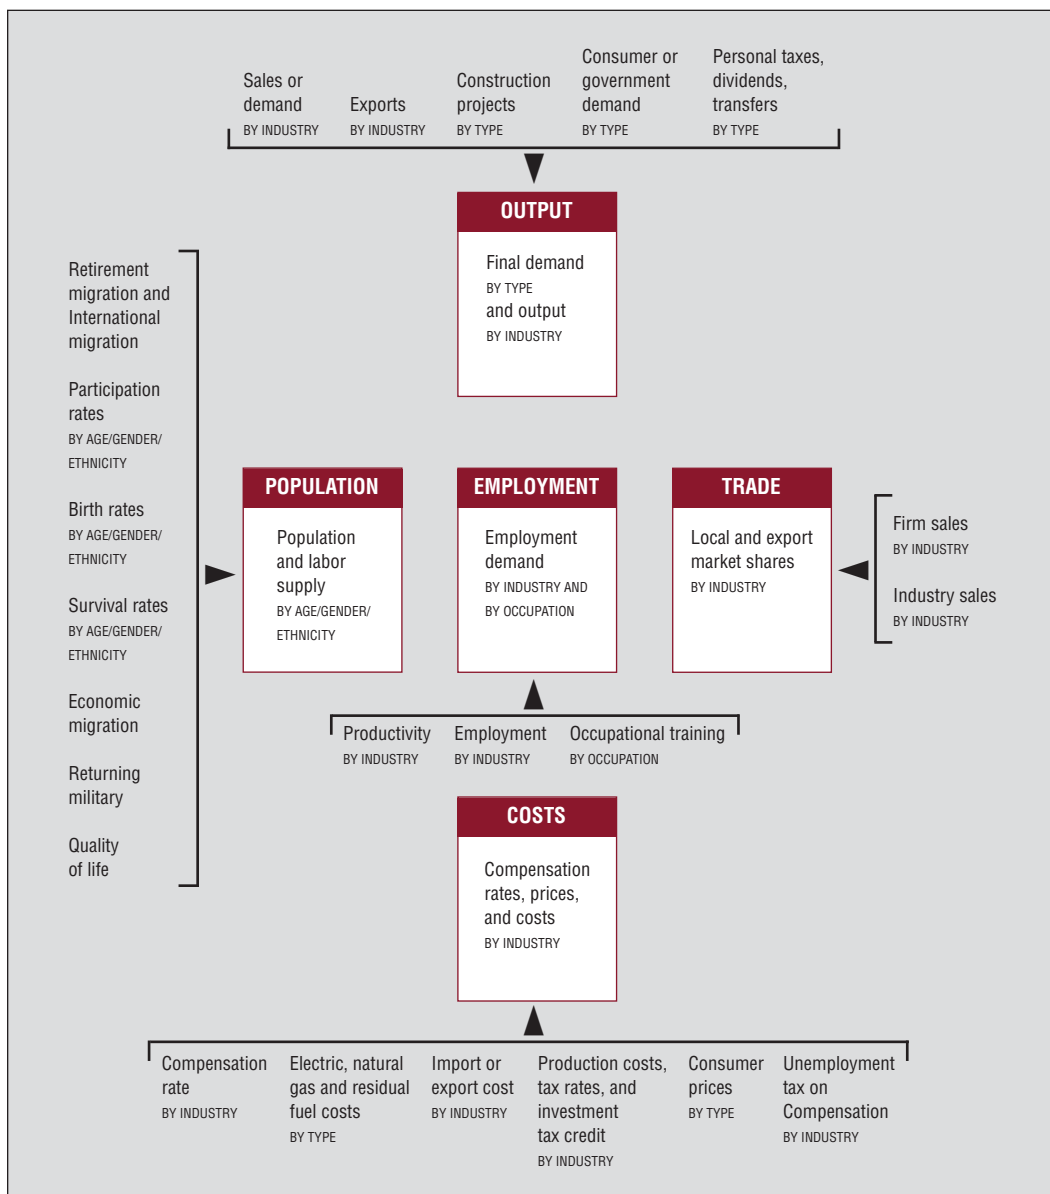 Sales or
demand
BY INDUSTRY
Exports
BY INDUSTRY
Construction
projects
BY TYPE
Consumer or
government
demand
BY TYPE
Personal taxes,
dividends,
transfers
BY TYPE
OUTPUT
Final demand
BY TYPE
and output
BY INDUSTRY
Retirement
migration and
International
migration
Participation
rates
BY AGE/GENDER/
ETHNICITY
Birth rates
BY AGE/GENDER/
ETHNICITY
Survival rates
BY AGE/GENDER/
ETHNICITY
Economic
migration
Returning
military
Quality
of life
POPULATION
Population
and labor
supply
BY AGE/GENDER/
ETHNICITY
EMPLOYMENT
Employment
demand
BY INDUSTRY AND
BY OCCUPATION
TRADE
Local and export
market shares
BY INDUSTRY
Firm sales
BY INDUSTRY
Industry sales
BY INDUSTRY
Productivity
BY INDUSTRY
Employment
BY INDUSTRY
Occupational training
BY OCCUPATION
COSTS
Compensation
rates, prices,
and costs
BY INDUSTRY
Compensation
rate
BY INDUSTRY
Electric, natural
gas and residual
fuel costs
BY TYPE
Import or
export cost
BY INDUSTRY
Production costs,
tax rates, and
investment
tax credit
BY INDUSTRY
Consumer
prices
BY TYPE
Unemployment
tax on
Compensation
BY INDUSTRY